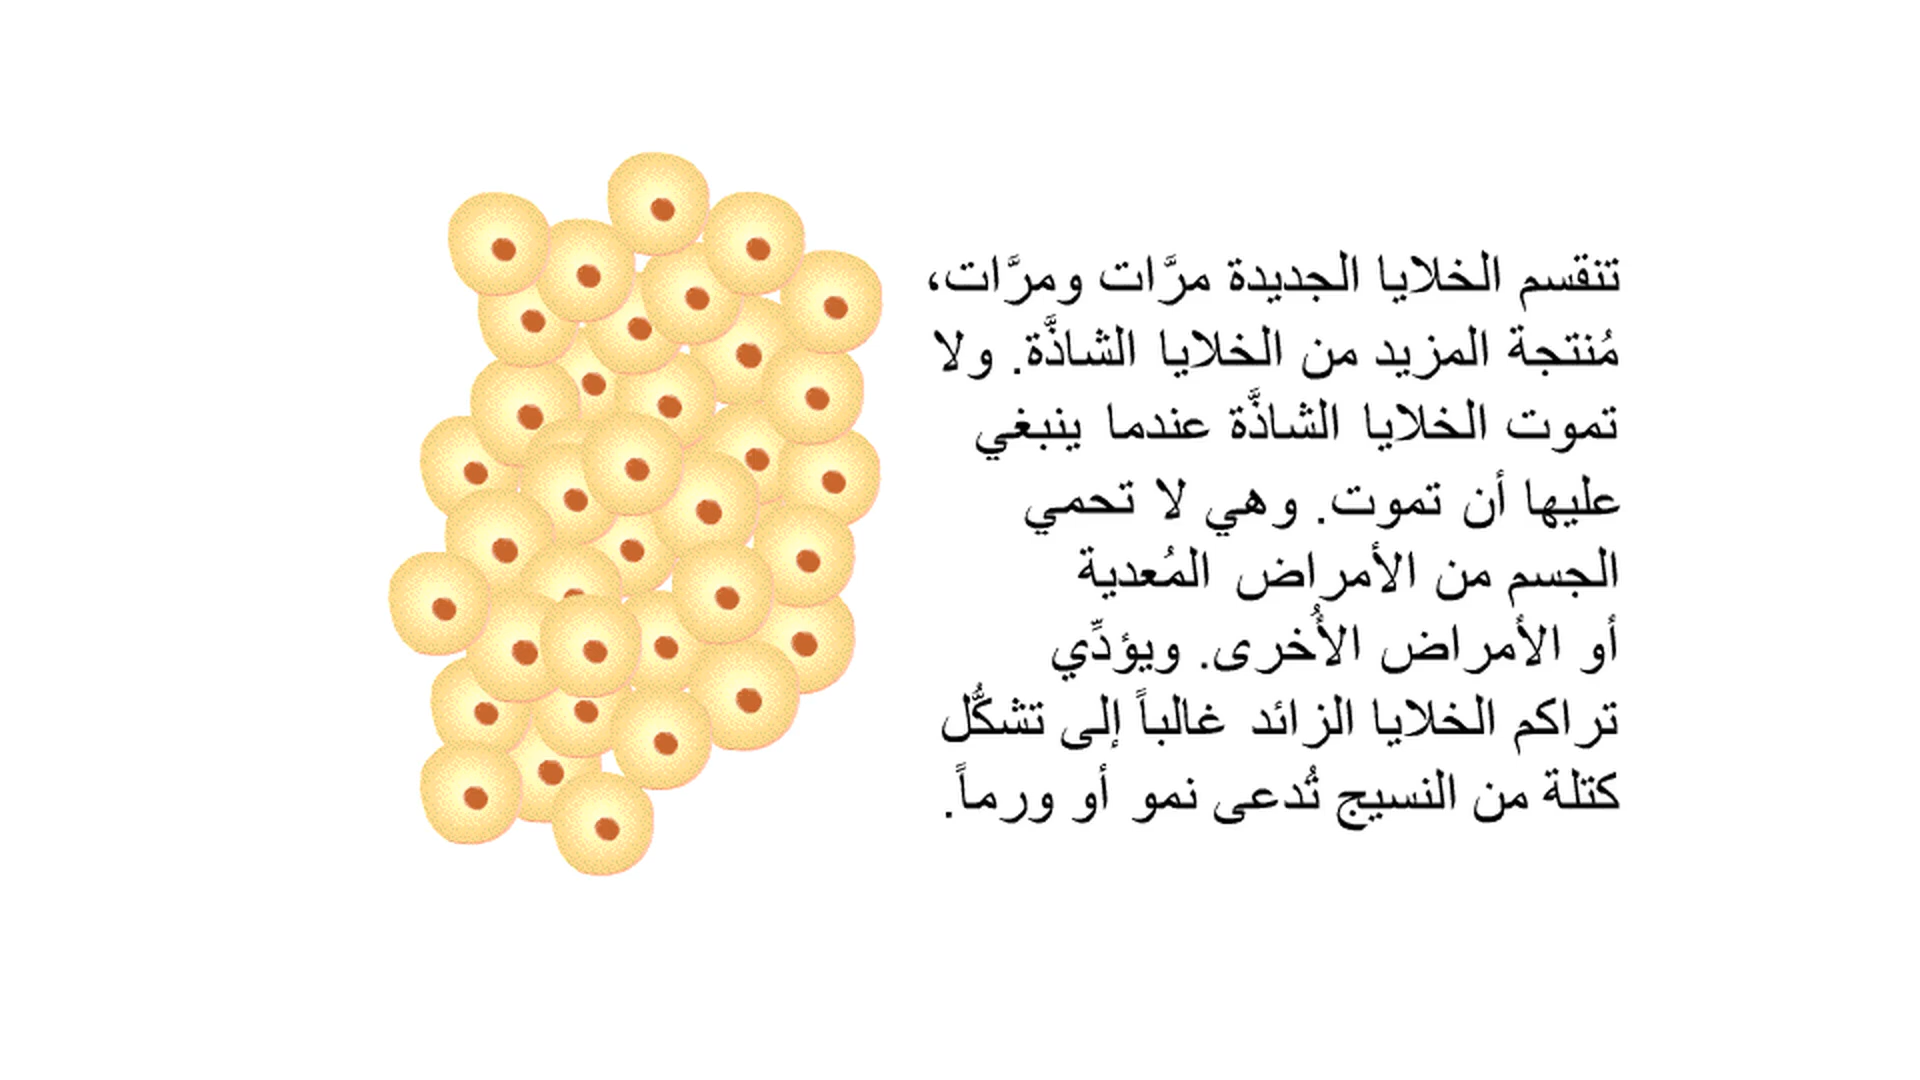 تنقسم الخلايا الجديدة مرَّات ومرَّات،
مُنتجة المزيد من الخلايا الشاذَّة. ولا
تموت الخلايا الشاذَّة عندما ينبغي
عليها أن تموت. وهي لا تحمي
الجسم من الأمراض المُعدية
أو الأمراض الأُخرى. ويؤدِّي
تراكم الخلايا الزائد غالباً إلى تشكُّل
كتلة من النسيج تُدعى نمو أو ورماً.